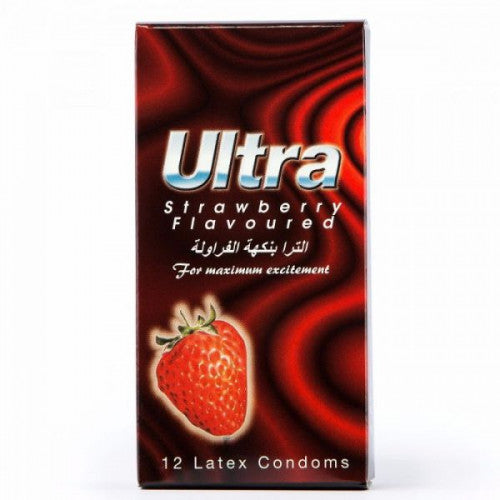 Ultra
Strawberry
Flavoured
الترا بنكهة الفراولة
For maximum excitement
12 Latex Condoms